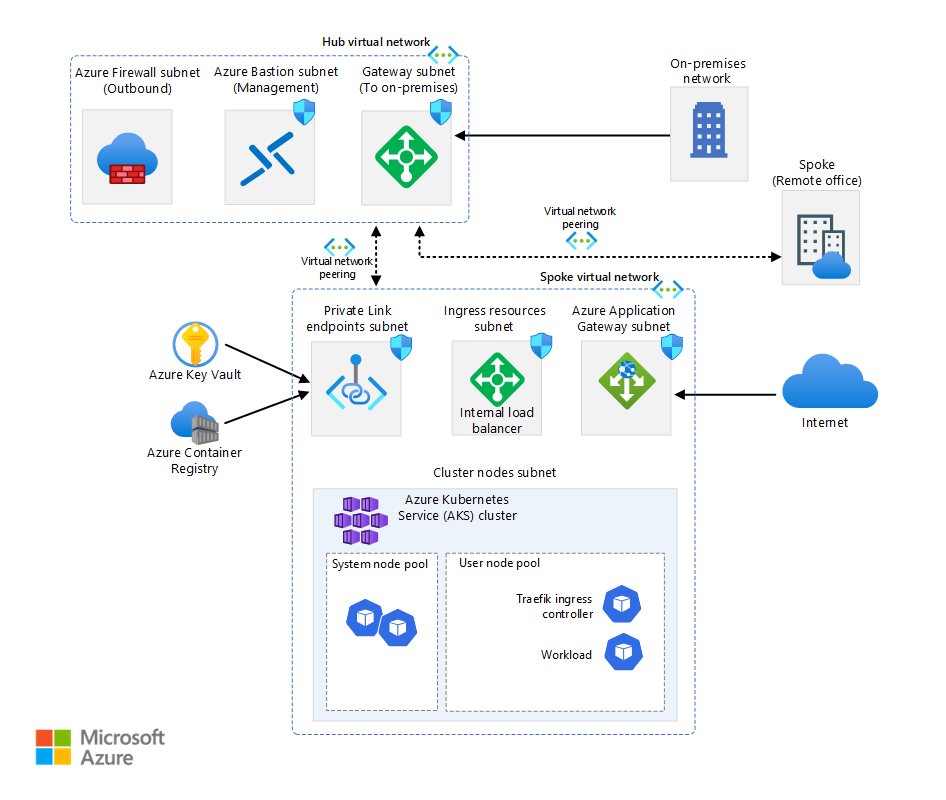 Hub virtual network
Azure Firewall subnet
(Outbound)
Azure Bastion subnet
(Management)
Gateway subnet
(To on-premises)
On-premises
network
Spoke
(Remote office)
Virtual network
peering
Virtual network
peering
Spoke virtual network
Private Link
endpoints subnet
Ingress resources
subnet
Azure Application
Gateway subnet
Azure Key Vault
Internal load
balancer
Internet
Azure Container
Registry
Cluster nodes subnet
Azure Kubernetes
Service (AKS) cluster
System node pool
User node pool
Traefik ingress
controller
Workload
Microsoft
Azure